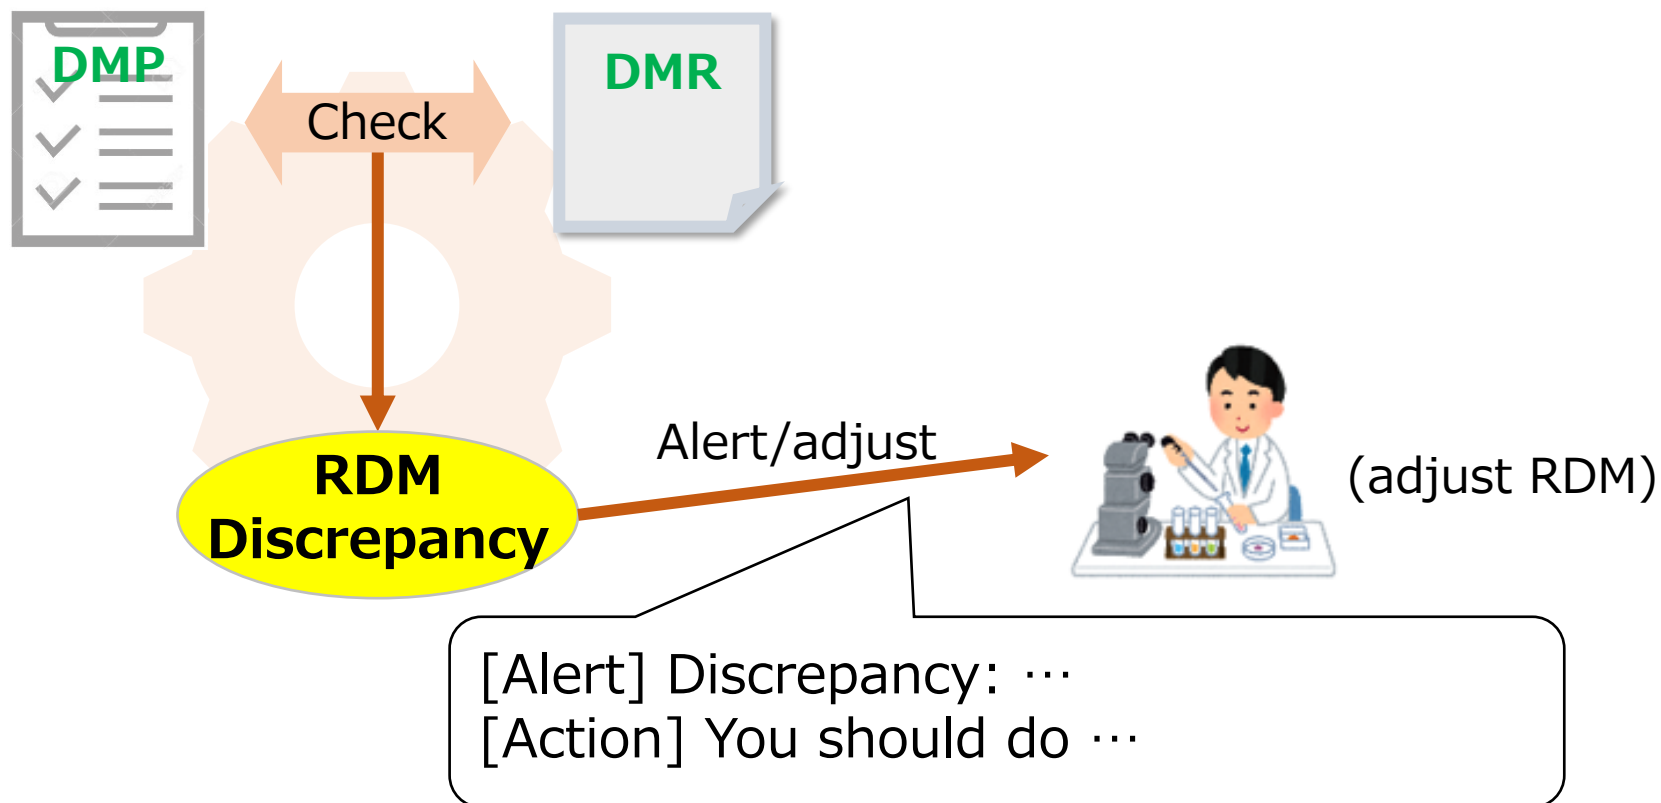 DMP
DMR
Check
Alert/adjust
RDM
Discrepancy
(adjust RDM)
[Alert] Discrepancy: ⋯
[Action] You should do ⋯